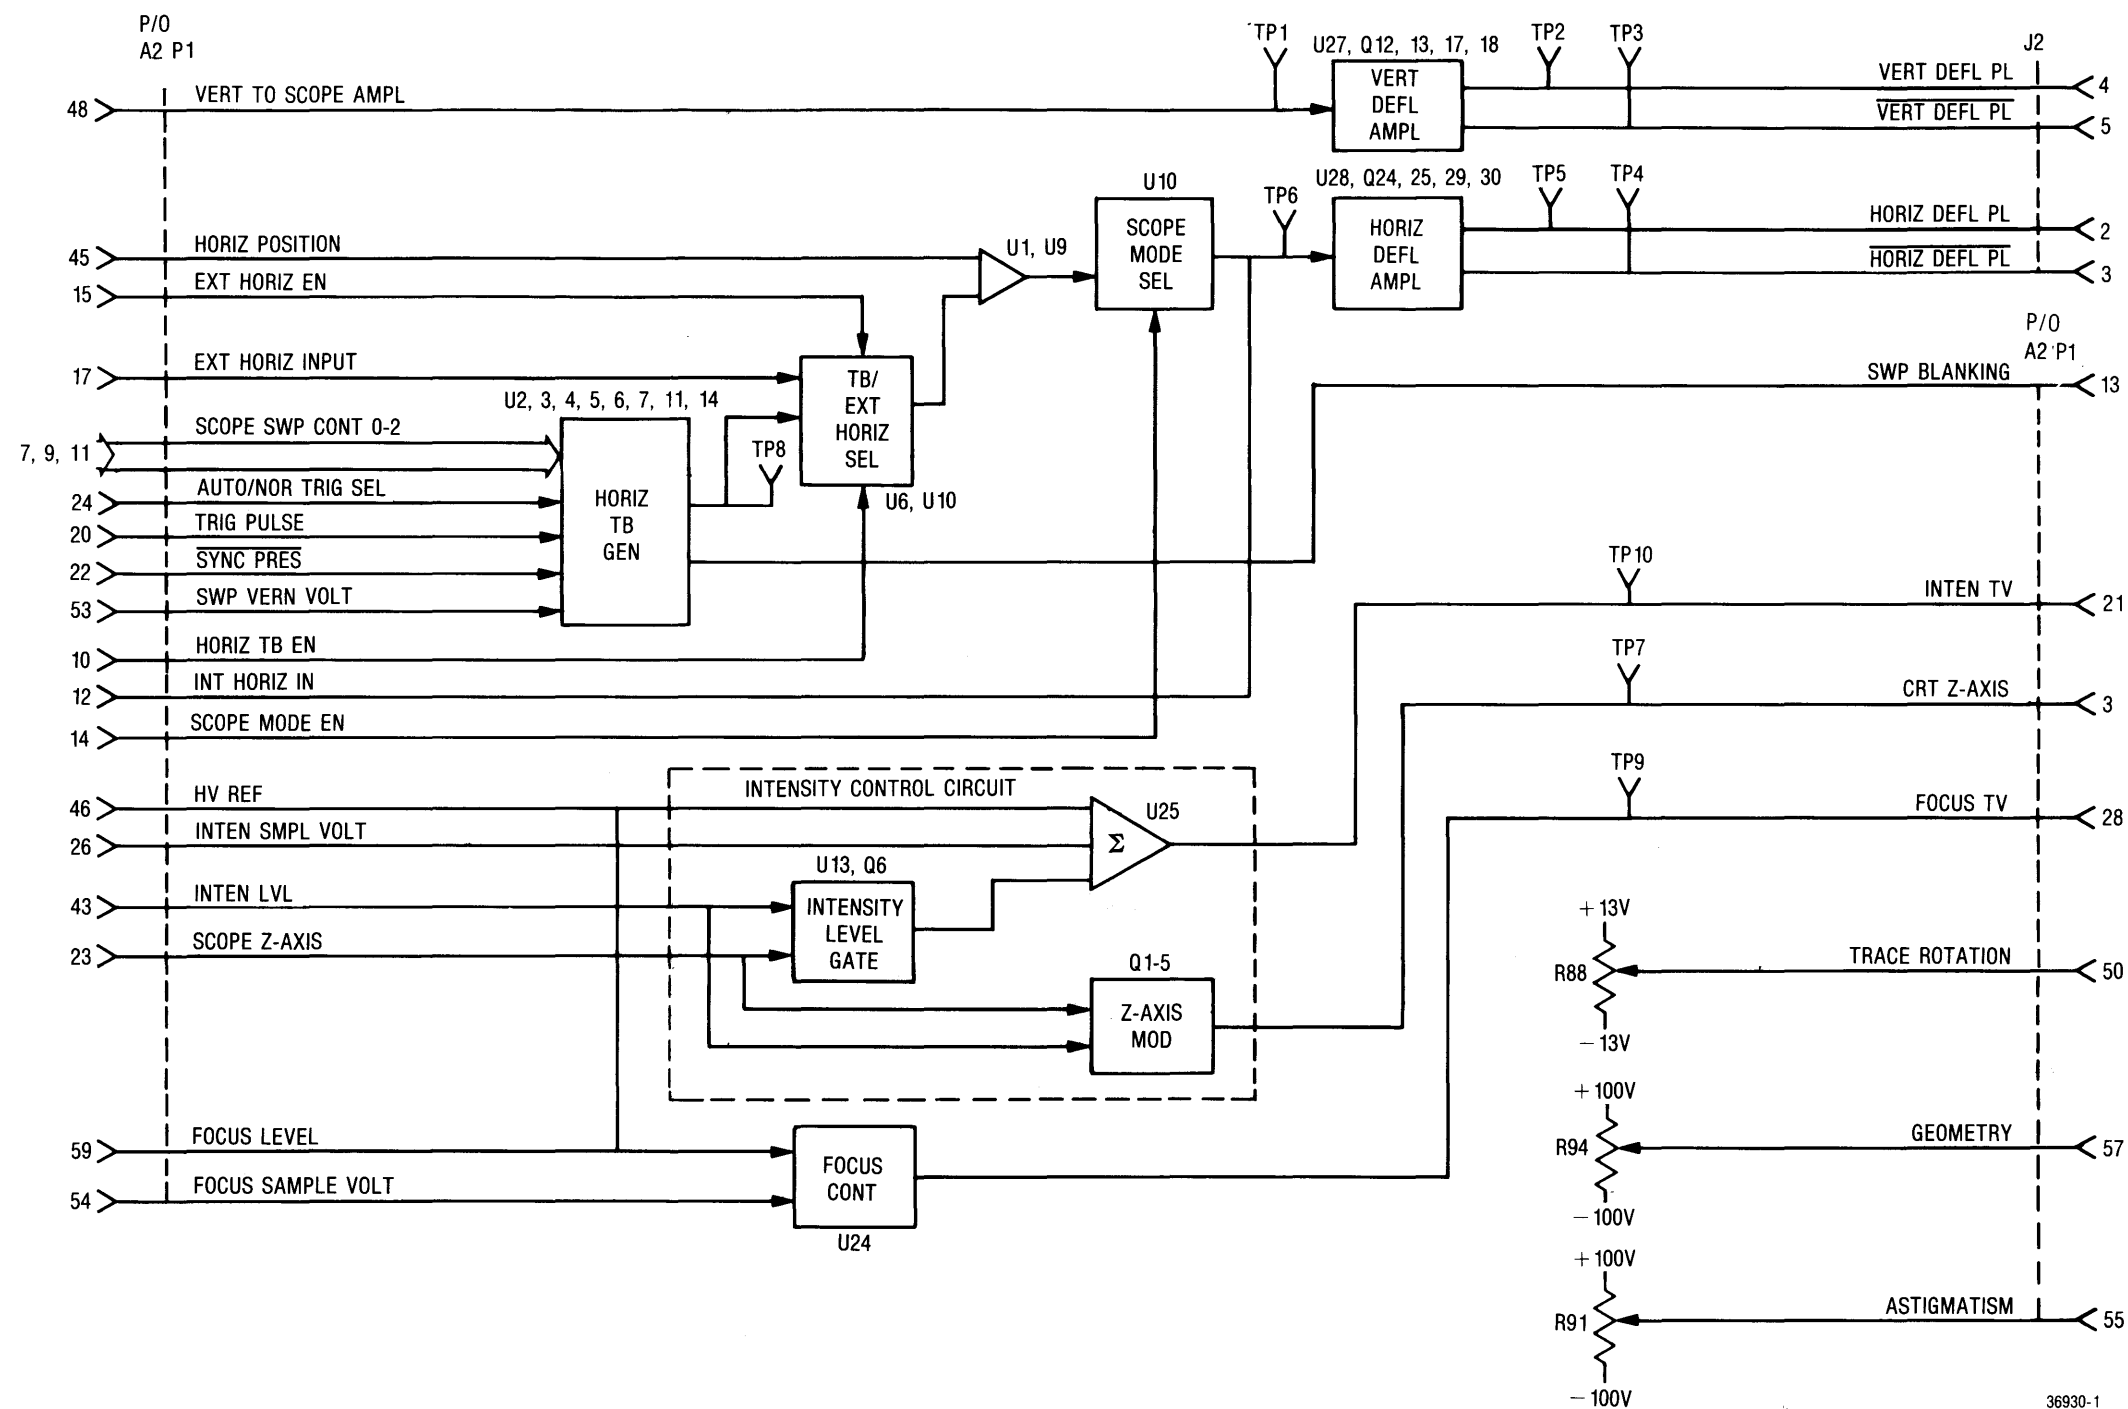 P/O
A2 P1
48 VERT TO SCOPE AMPL
TP1
U27, Q12, 13, 17, 18
VERT
DEFL
AMPL
TP2
TP3
J2
VERT DEFL PL
4
VERT DEFL PL
5
45 HORIZ POSITION
15 EXT HORIZ EN
U1, U9
U10
SCOPE
MODE
SEL
TP6
U28, Q24, 25, 29, 30
HORIZ
DEFL
AMPL
TP5
TP4
HORIZ DEFL PL
2
HORIZ DEFL PL
3
P/O
A2 P1
17 EXT HORIZ INPUT
TB/
EXT
HORIZ
SEL
U6, U10
SWP BLANKING
13
7, 9, 11 SCOPE SWP CONT 0-2
24 AUTO/NOR TRIG SEL
20 TRIG PULSE
22 SYNC PRES
53 SWP VERN VOLT
U2, 3, 4, 5, 6, 7, 11, 14
HORIZ
TB
GEN
TP8
10 HORIZ TB EN
12 INT HORIZ IN
14 SCOPE MODE EN
TP10
INTEN TV
21
TP7
CRT Z-AXIS
3
TP9
FOCUS TV
28
46 HV REF
26 INTEN SMPL VOLT
43 INTEN LVL
23 SCOPE Z-AXIS
INTENSITY CONTROL CIRCUIT
Σ
U25
U13, Q6
INTENSITY
LEVEL
GATE
Q1-5
Z-AXIS
MOD
+13V
R88
-13V
TRACE ROTATION
50
59 FOCUS LEVEL
54 FOCUS SAMPLE VOLT
FOCUS
CONT
U24
+100V
R94
-100V
GEOMETRY
57
+100V
R91
-100V
ASTIGMATISM
55
36930-1